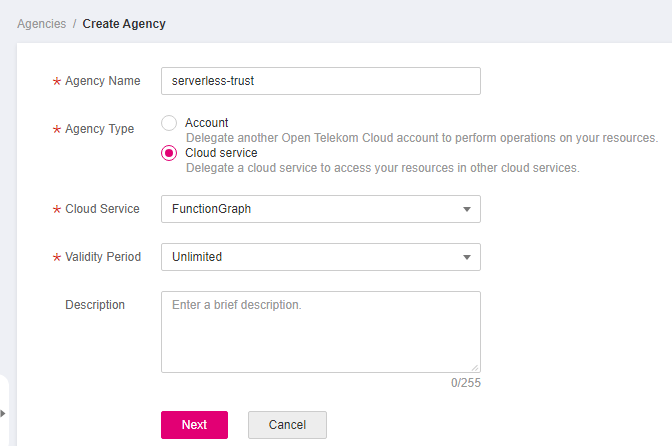 Agencies / Create Agency
* Agency Name serverless-trust
* Agency Type Account
Delegate another Open Telekom Cloud account to perform operations on your resources.
Cloud service
Delegate a cloud service to access your resources in other cloud services.
* Cloud Service FunctionGraph
* Validity Period Unlimited
Description Enter a brief description.
0/255
Next Cancel